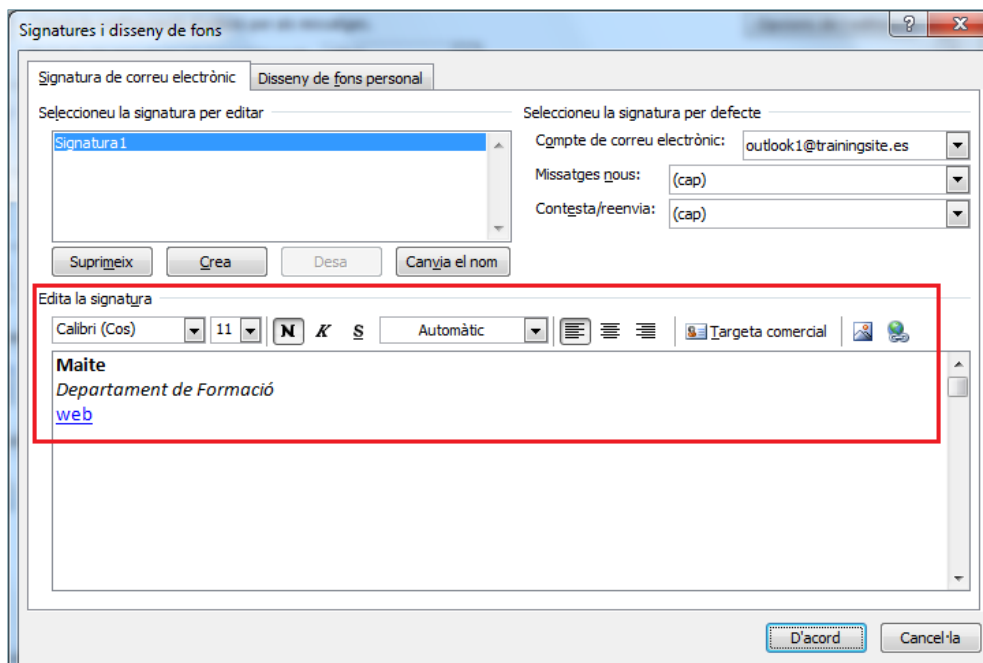 Signatures i disseny de fons
Signatura de correu electrònic
Disseny de fons personal
Seleccioneu la signatura per editar
Seleccioneu la signatura per defecte
Signatura1
Compte de correu electrònic:
outlook1@trainingsite.es
Missatges nous:
(cap)
Contesta/reenvia:
(cap)
Suprimeix
Crea
Desa
Canvia el nom
Edita la signatura
Calibri (Cos)
11
N
K
S
Automàtic
Targeta comercial
Maite
Departament de Formació
web
D'acord
Cancel·la